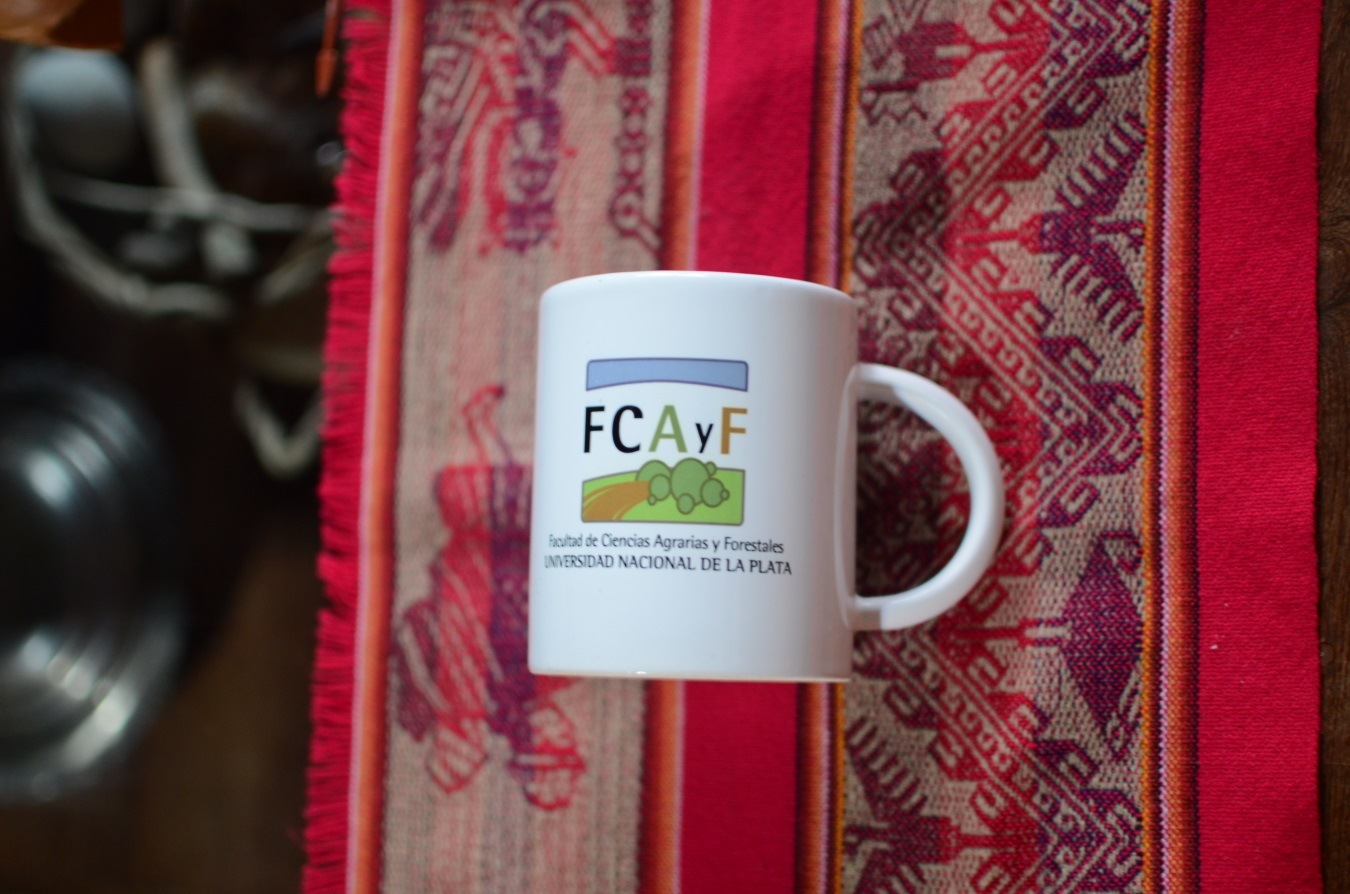 FCAyF
Facultad de Ciencias Agrarias y Forestales
UNIVERSIDAD NACIONAL DE LA PLATA